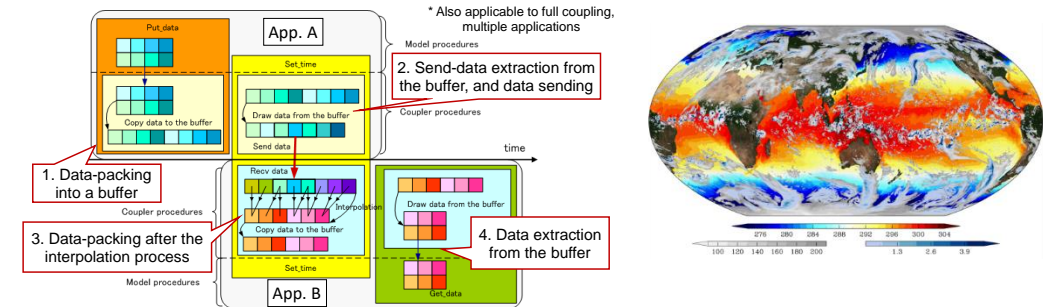 * Also applicable to full coupling,
multiple applications
Put_data
App. A
Model procedures
Set_time
2. Send-data extraction from
the buffer, and data sending
Draw data from the buffer
Copy data to the buffer
Coupler procedures
Send data
time
1. Data-packing
into a buffer
Recv data
Coupler procedures
Interpolation
Draw data from the buffer
Copy data to the buffer
3. Data-packing after the
interpolation process
4. Data extraction
from the buffer
Set_time
Model procedures
App. B
Get_data
276 280 284 288 292 296 300 304
100 120 140 160 180 200
1.3 2.6 3.9